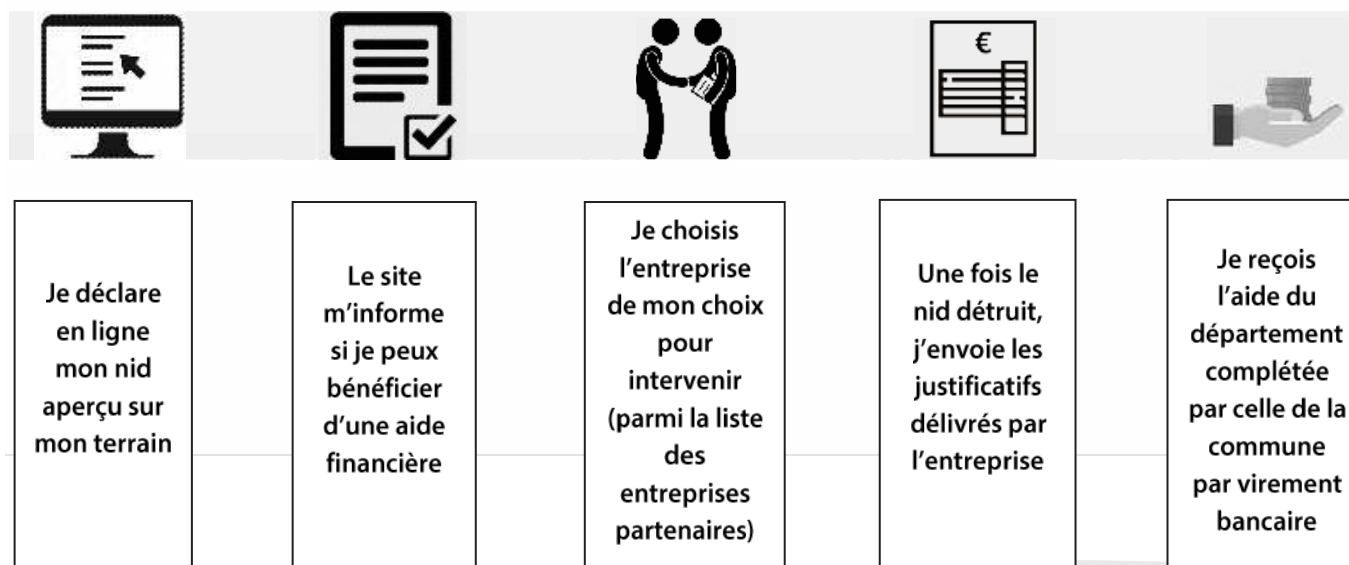 €
Je déclare
en ligne
mon nid
aperçu sur
mon terrain
Le site
m'informe
si je peux
bénéficier
d'une aide
financière
Je choisis
l'entreprise
de mon choix
pour
intervenir
(parmi la liste
des
entreprises
partenaires)
Une fois le
nid détruit,
j'envoie les
justificatifs
délivrés par
l'entreprise
Je reçois
l'aide du
département
complétée
par celle de la
commune
par virement
bancaire